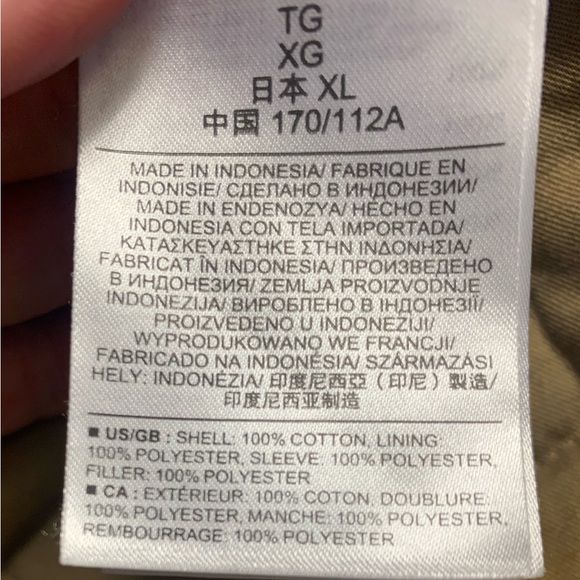 TG
XG
日本 XL
中国 170/112A
MADE IN INDONESIA/ FABRIQUE EN
INDONISIE/ СДЕЛАНО В ИНДОНЕЗИИ/
MADE IN ENDENOZYA/ HECHO EN
INDONESIA CON TELA IMPORTADA/
ΚΑΤΑΣΚΕΥΑΣΤΗΚΕ ΣΤΗΝ ΙΝΔΟΝΗΣΙΑ/
FABRICAT ÎN INDONESIA/ ПРОИЗВЕДЕНО
В ИНДОНЕЗИЯ/ ZEMLJA PROIZVODNJE
INDONEZIJA/ ВИРОБЛЕНО В ІНДОНЕЗІЇ/
PROIZVEDENO U INDONEZIJI/
WYPRODUKOWANO WE FRANCJI/
FABRICADO NA INDONÉSIA/ SZÁRMAZÁSI
HELY: INDONÉZIA/ 印度尼西亞（印尼）製造/
印度尼西亚制造
■ US/GB : SHELL: 100% COTTON, LINING:
100% POLYESTER, SLEEVE: 100% POLYESTER,
FILLER: 100% POLYESTER
■ CA : EXTÉRIEUR: 100% COTON, DOUBLURE:
100% POLYESTER, MANCHE: 100% POLYESTER,
REMBOURRAGE: 100% POLYESTER